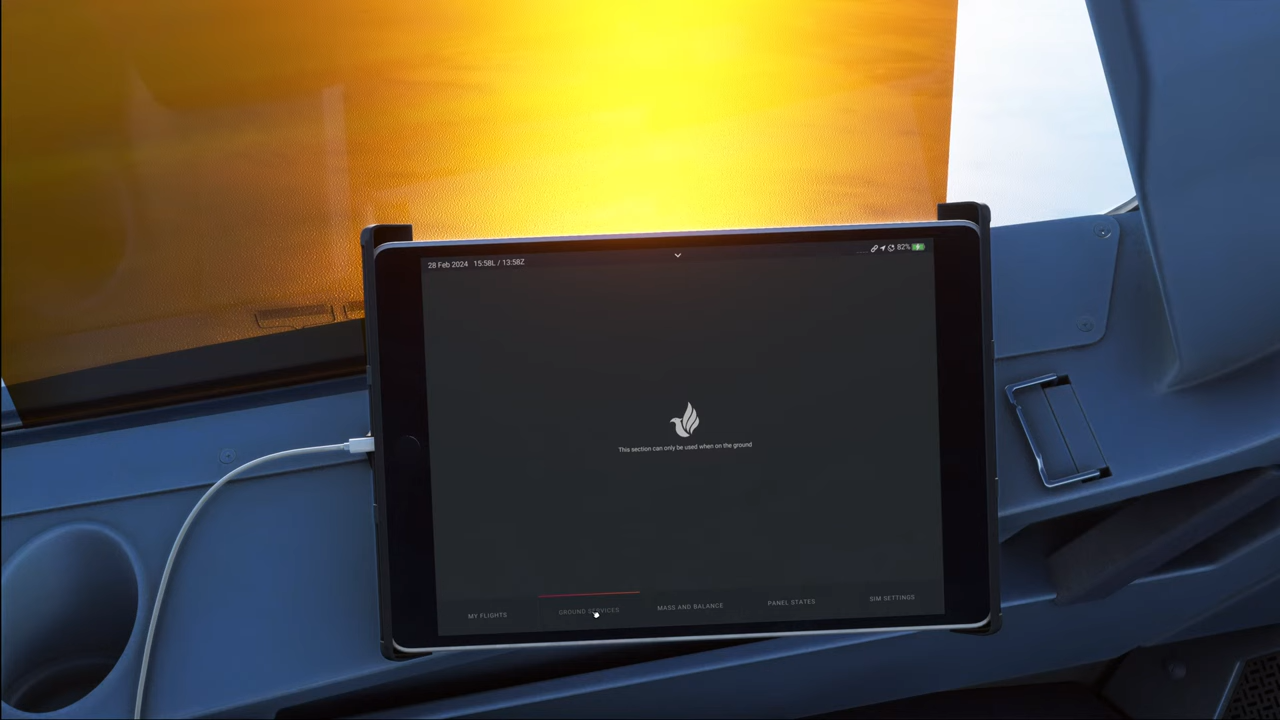 28 Feb 2024 15:58L / 13:58Z
82%
This section can only be used when on the ground
MY FLIGHTS
GROUND SERVICES
MASS AND BALANCE
PANEL STATES
SIM SETTINGS